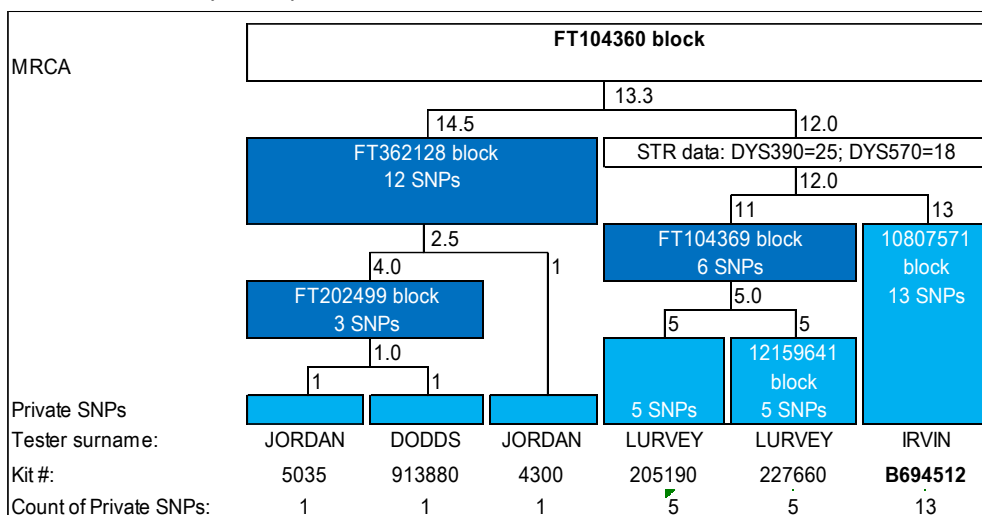 FT104360 block
MRCA
13.3
14.5 12.0
FT362128 block
12 SNPs
STR data: DYS390=25; DYS570=18
12.0
11 13
2.5
FT104369 block
6 SNPs
10807571
block
13 SNPs
4.0 1
5.0
FT202499 block
3 SNPs
5 5
1.0
1 1
12159641
block
Private SNPs
5 SNPs 5 SNPs
Tester surname: JORDAN DODDS JORDAN LURVEY LURVEY IRVIN
Kit #: 5035 913880 4300 205190 227660 B694512
Count of Private SNPs: 1 1 1 5 5 13